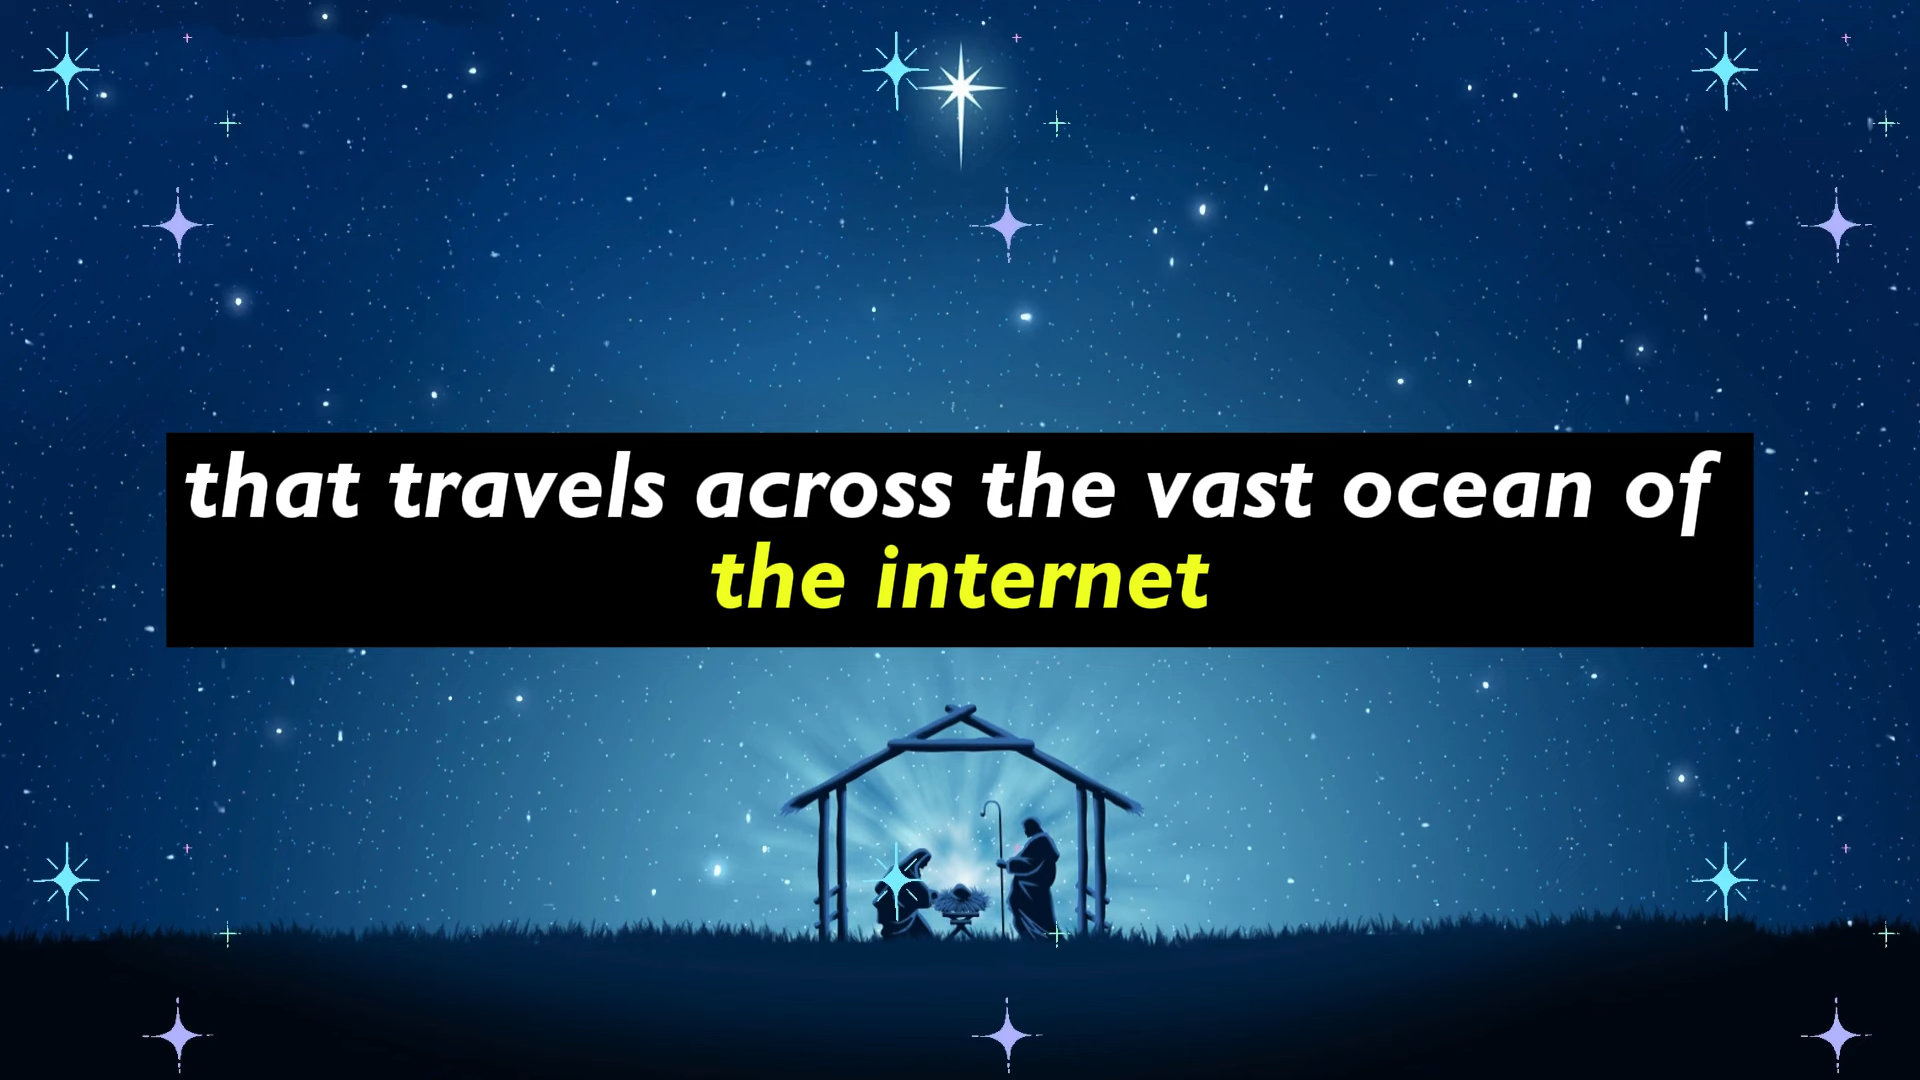 that travels across the vast ocean of
the internet